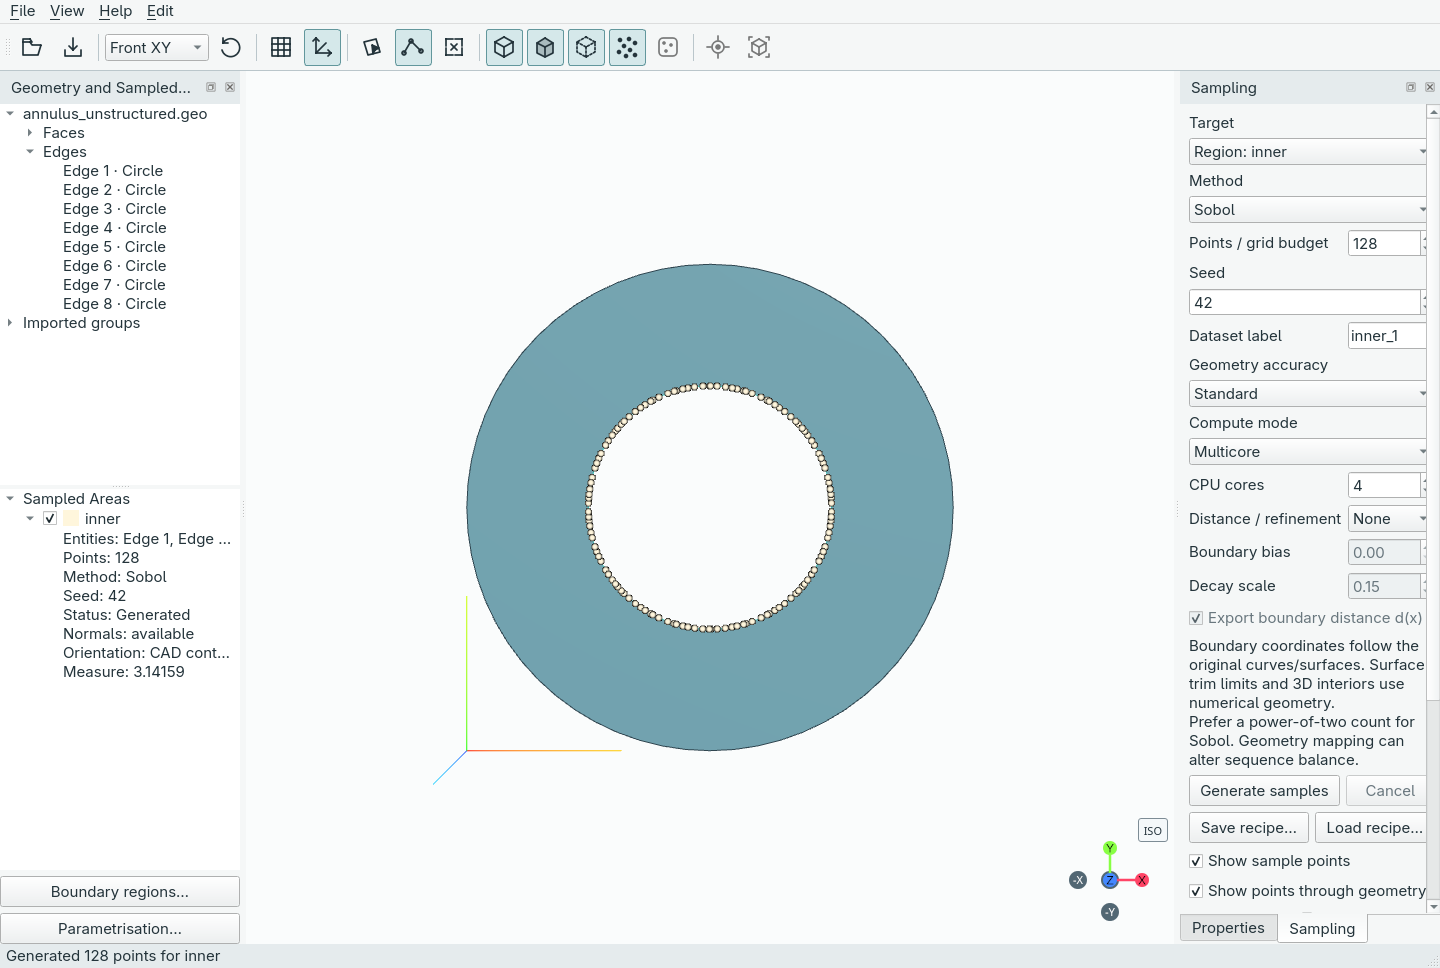 File View Help Edit
Front XY
Geometry and Sampled...
annulus_unstructured.geo
Faces
Edges
Edge 1 · Circle
Edge 2 · Circle
Edge 3 · Circle
Edge 4 · Circle
Edge 5 · Circle
Edge 6 · Circle
Edge 7 · Circle
Edge 8 · Circle
Imported groups
Sampled Areas
inner
Entities: Edge 1, Edge ...
Points: 128
Method: Sobol
Seed: 42
Status: Generated
Normals: available
Orientation: CAD cont...
Measure: 3.14159
Boundary regions...
Parametrisation...
Generated 128 points for inner
ISO
Y
-X
Z
X
-Y
Sampling
Target
Region: inner
Method
Sobol
Points / grid budget 128
Seed
42
Dataset label inner_1
Geometry accuracy
Standard
Compute mode
Multicore
CPU cores 4
Distance / refinement None
Boundary bias 0.00
Decay scale 0.15
Export boundary distance d(x)
Boundary coordinates follow the
original curves/surfaces. Surface
trim limits and 3D interiors use
numerical geometry.
Prefer a power-of-two count for
Sobol. Geometry mapping can
alter sequence balance.
Generate samples Cancel
Save recipe... Load recipe...
Show sample points
Show points through geometry
Properties Sampling